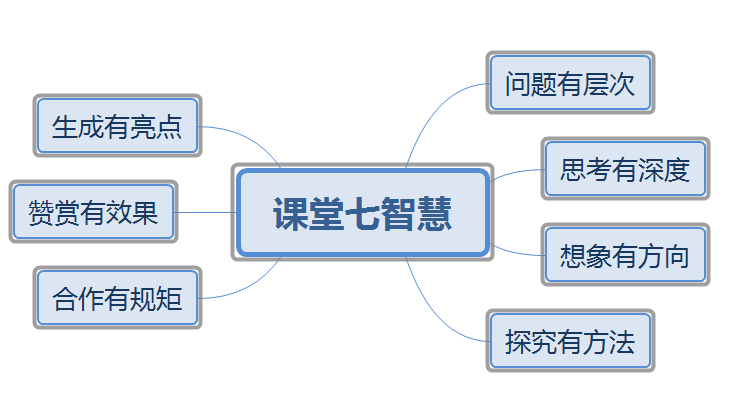 课堂七智慧
问题有层次
思考有深度
想象有方向
探究有方法
合作有规矩
赞赏有效果
生成有亮点